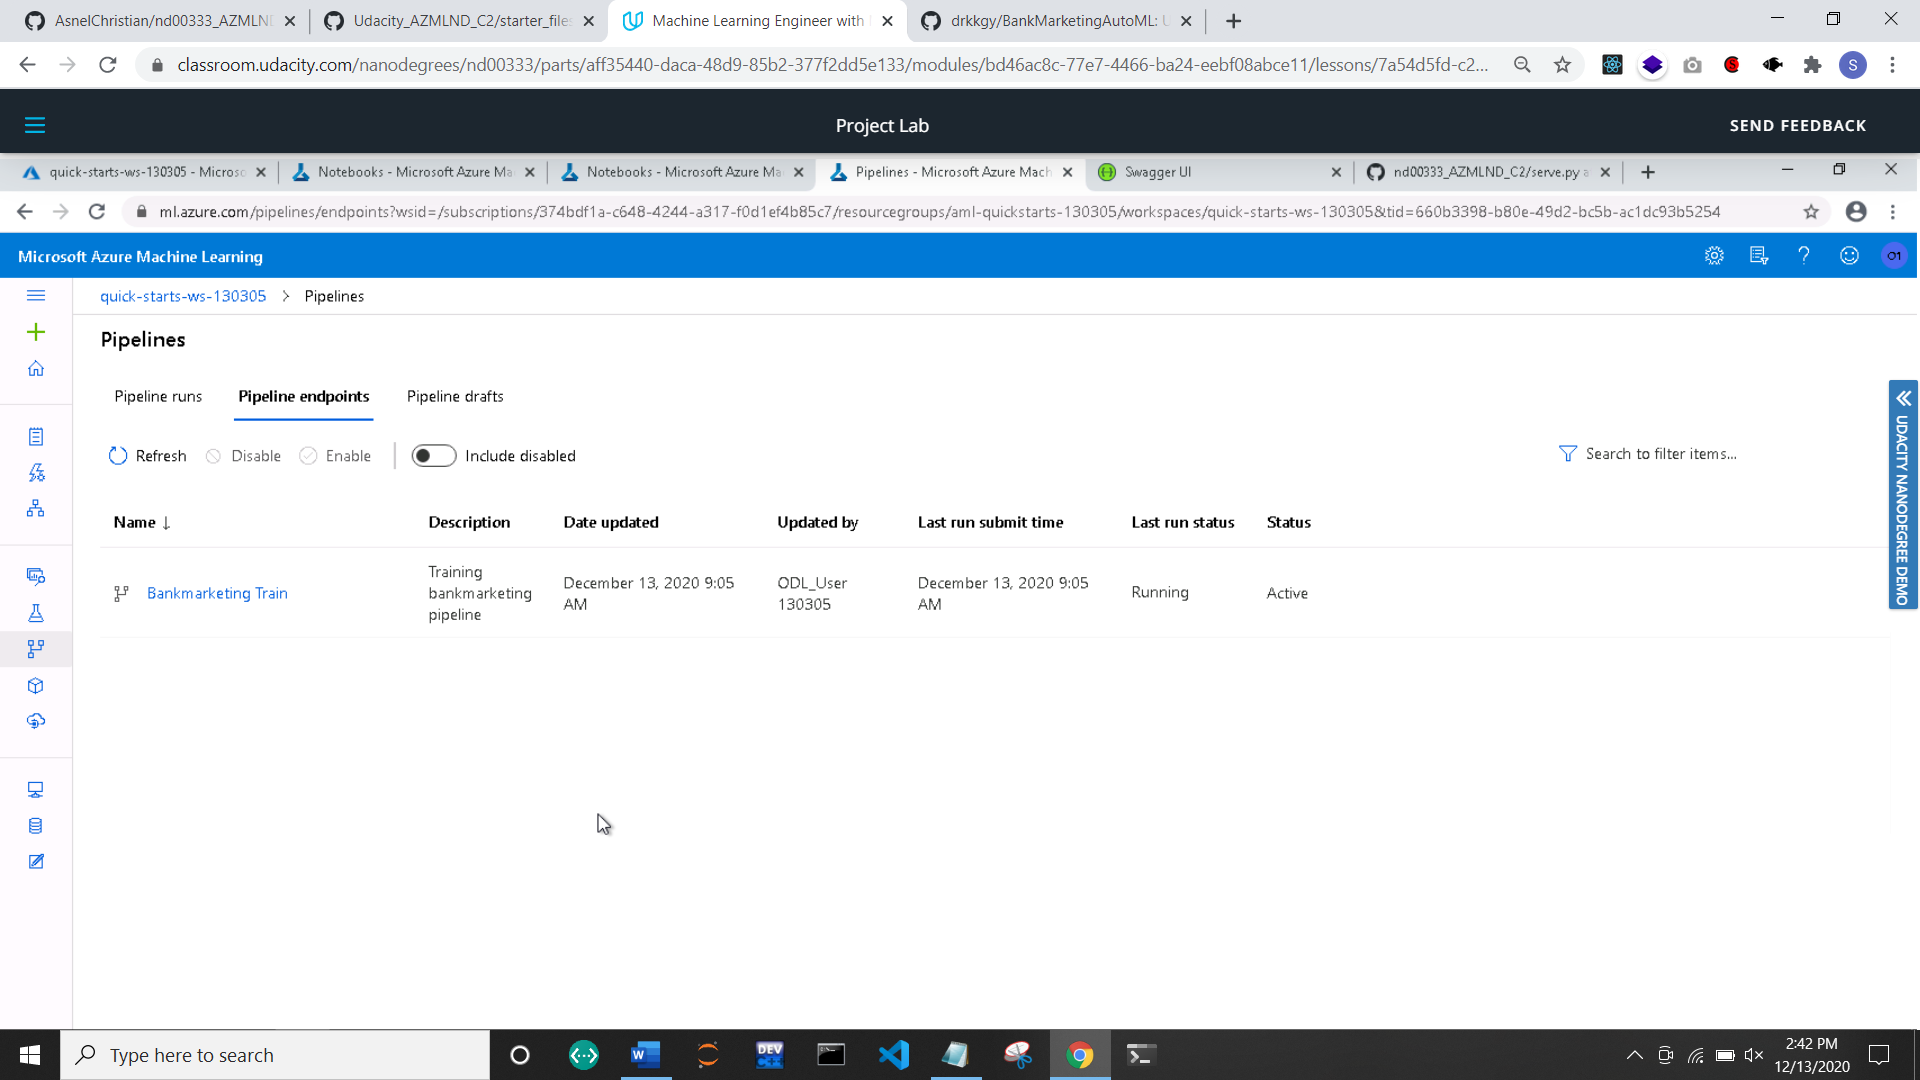 AsnelChristian/nd00333_AZMLND
Udacity_AZMLND_C2/starter_files
Machine Learning Engineer with
drkkgy/BankMarketingAutoML: U
classroom.udacity.com/nanodegrees/nd00333/parts/aff35440-daca-48d9-85b2-377f2dd5e133/modules/bd46ac8c-77e7-4466-ba24-eebf08abce11/lessons/7a54d5fd-c2...
S
Project Lab
SEND FEEDBACK
quick-starts-ws-130305 - Microso
Notebooks - Microsoft Azure Ma
Notebooks - Microsoft Azure Ma
Pipelines - Microsoft Azure Mach
Swagger UI
nd00333_AZMLND_C2/serve.py a
ml.azure.com/pipelines/endpoints?wsid=/subscriptions/374bdf1a-c648-4244-a317-f0d1ef4b85c7/resourcegroups/aml-quickstarts-130305/workspaces/quick-starts-ws-130305&tid=660b3398-b80e-49d2-bc5b-ac1dc93b5254
Microsoft Azure Machine Learning
O1
quick-starts-ws-130305 > Pipelines
Pipelines
Pipeline runs
Pipeline endpoints
Pipeline drafts
Refresh
Disable
Enable
Include disabled
Search to filter items...
UDACITY NANODEGREE DEMO
Name ↓
Description
Date updated
Updated by
Last run submit time
Last run status
Status
Bankmarketing Train
Training
bankmarketing
pipeline
December 13, 2020 9:05
AM
ODL_User
130305
December 13, 2020 9:05
AM
Running
Active
Type here to search
W
DEV
C++
2:42 PM
12/13/2020